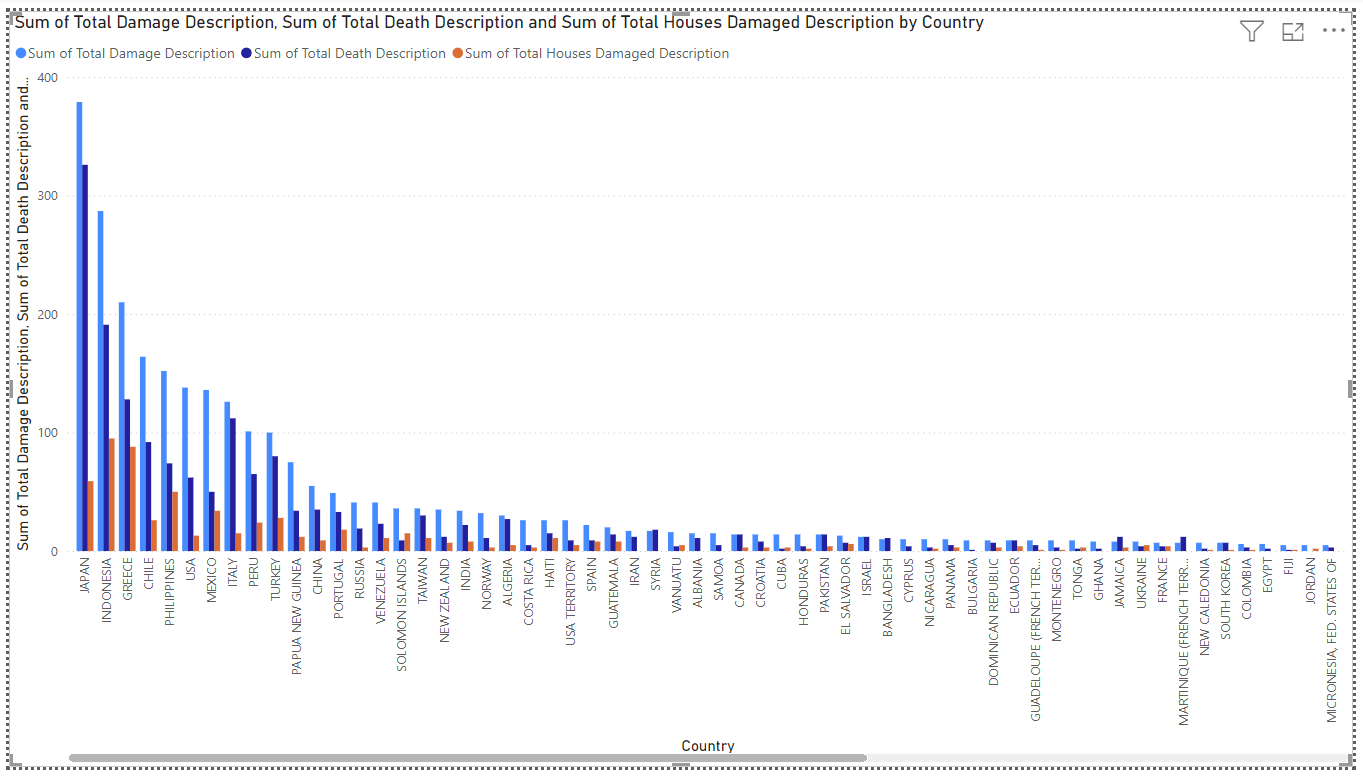 Sum of Total Damage Description, Sum of Total Death Description and Sum of Total Houses Damaged Description by Country
Sum of Total Damage Description Sum of Total Death Description Sum of Total Houses Damaged Description
Sum of Total Damage Description, Sum of Total Death Description and...
400
300
200
100
0
JAPAN
INDONESIA
GREECE
CHILE
PHILIPPINES
USA
MEXICO
ITALY
PERU
TURKEY
PAPUA NEW GUINEA
CHINA
PORTUGAL
RUSSIA
VENEZUELA
SOLOMON ISLANDS
TAIWAN
NEW ZEALAND
INDIA
NORWAY
ALGERIA
COSTA RICA
HAITI
USA TERRITORY
SPAIN
GUATEMALA
IRAN
SYRIA
VANUATU
ALBANIA
SAMOA
CANADA
CROATIA
CUBA
HONDURAS
PAKISTAN
EL SALVADOR
ISRAEL
BANGLADESH
CYPRUS
NICARAGUA
PANAMA
BULGARIA
DOMINICAN REPUBLIC
ECUADOR
GUADELOUPE (FRENCH TER...
MONTENEGRO
TONGA
GHANA
JAMAICA
UKRAINE
FRANCE
MARTINIQUE (FRENCH TERR...
NEW CALEDONIA
SOUTH KOREA
COLOMBIA
EGYPT
FIJI
JORDAN
MICRONESIA, FED. STATES OF
Country